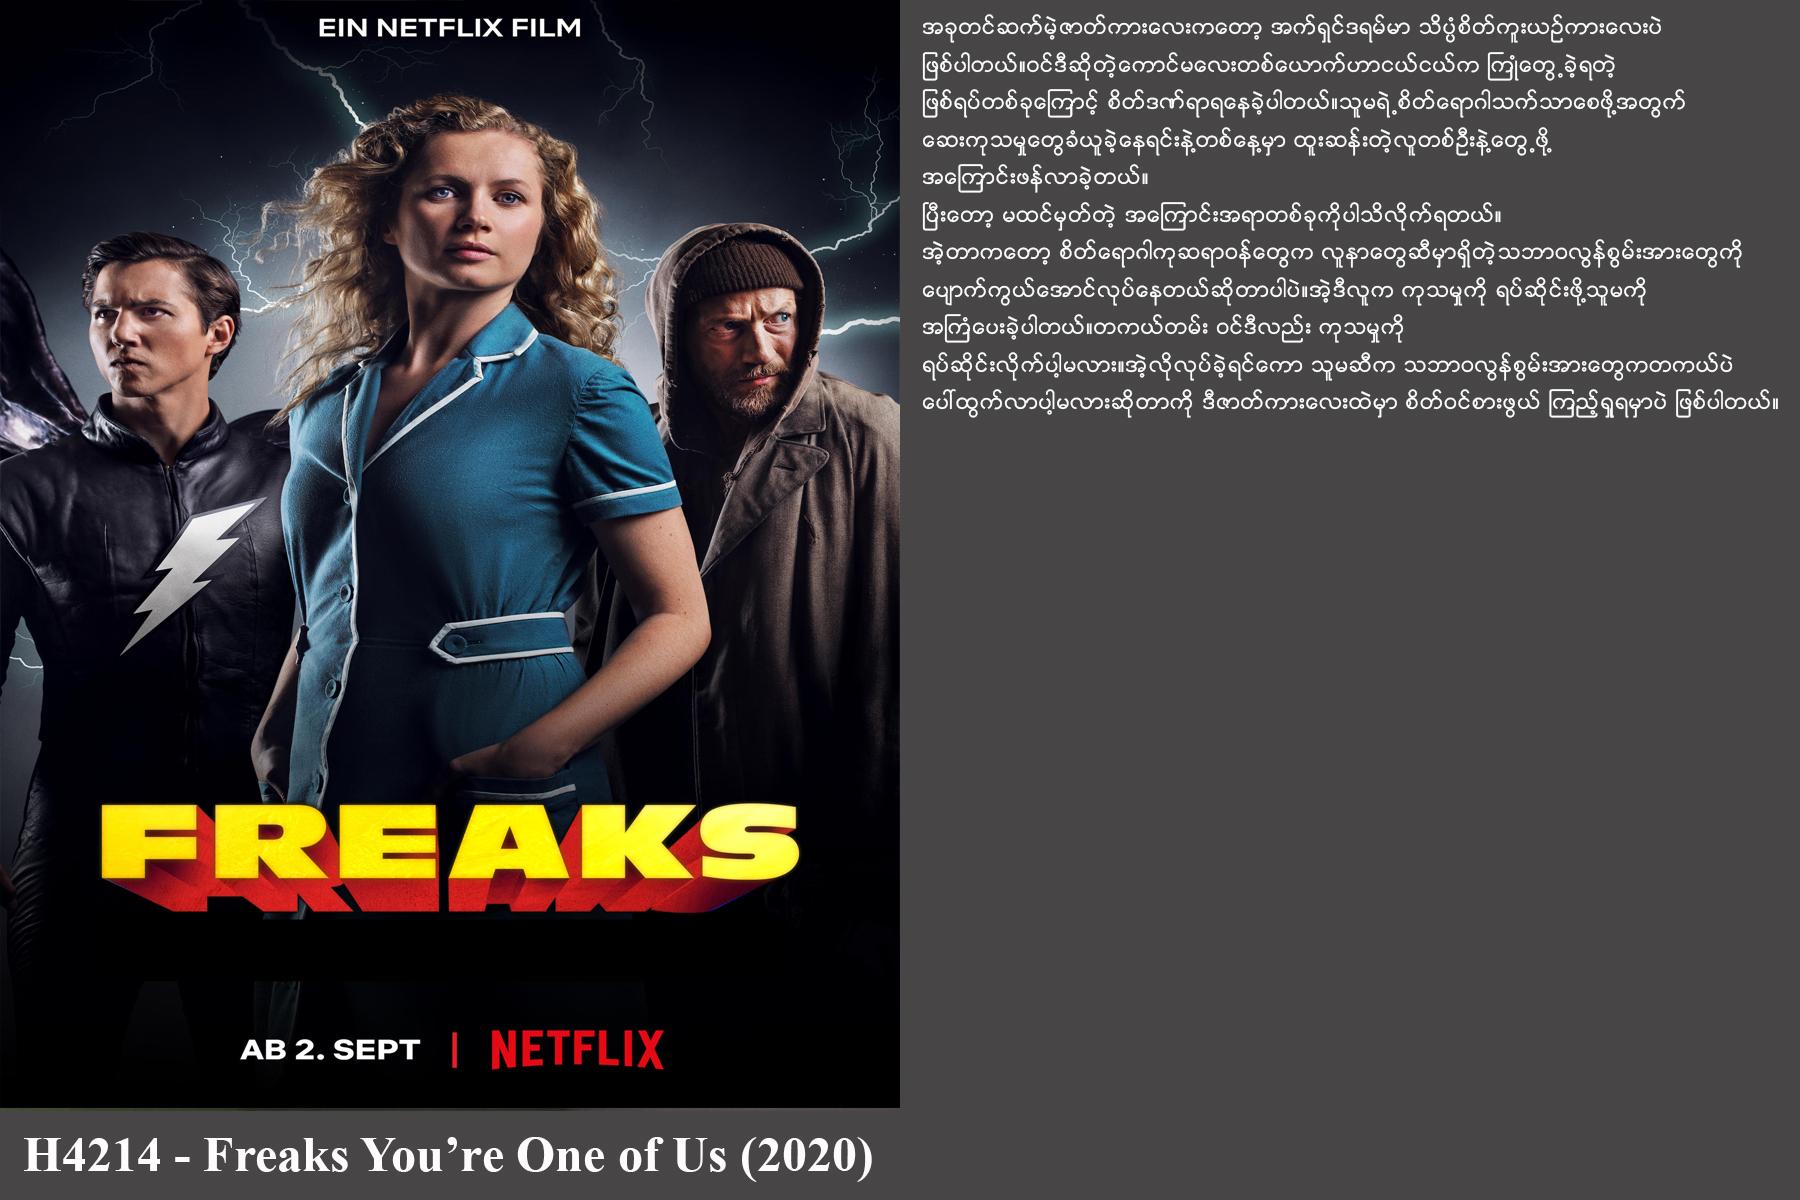 EIN NETFLIX FILM
FREAKS
AB 2. SEPT | NETFLIX
H4214 - Freaks You’re One of Us (2020)
အခုတင်ဆက်မဲ့ဇာတ်ကားလေးကတော့ အက်ရှင်ဒရမ်မာ သိပ္ပံစိတ်ကူးယဉ်ကားလေးပဲ
ဖြစ်ပါတယ်။ဝင်ဒီဆိုတဲ့ကောင်မလေးတစ်ယောက်ဟာငယ်ငယ်က ကြုံတွေ့ခဲ့ရတဲ့
ဖြစ်ရပ်တစ်ခုကြောင့် စိတ်ဒဏ်ရာရနေခဲ့ပါတယ်။သူမရဲ့စိတ်ရောဂါသက်သာစေဖို့အတွက်
ဆေးကုသမှုတွေခံယူခဲ့နေရင်းနဲ့တစ်နေ့မှာ ထူးဆန်းတဲ့လူတစ်ဦးနဲ့တွေ့ဖို့
အကြောင်းဖန်လာခဲ့တယ်။
ပြီးတော့ မထင်မှတ်တဲ့ အကြောင်းအရာတစ်ခုကိုပါသိလိုက်ရတယ်။
အဲ့တာကတော့ စိတ်ရောဂါကုဆရာဝန်တွေက လူနာတွေဆီမှာရှိတဲ့သဘာဝလွန်စွမ်းအားတွေကို
ပျောက်ကွယ်အောင်လုပ်နေတယ်ဆိုတာပါပဲ။အဲ့ဒီလူက ကုသမှုကို ရပ်ဆိုင်းဖို့သူမကို
အကြံပေးခဲ့ပါတယ်။တကယ်တမ်း ဝင်ဒီလည်း ကုသမှုကို
ရပ်ဆိုင်းလိုက်ပါ့မလား။အဲ့လိုလုပ်ခဲ့ရင်ကော သူမဆီက သဘာဝလွန်စွမ်းအားတွေကတကယ်ပဲ
ပေါ်ထွက်လာပါ့မလားဆိုတာကို ဒီဇာတ်ကားလေးထဲမှာ စိတ်ဝင်စားဖွယ် ကြည့်ရှုရမှာပဲ ဖြစ်ပါတယ်။